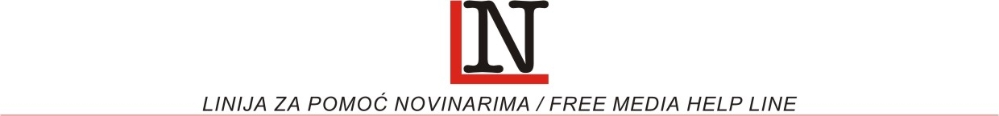 LN
LINIJA ZA POMOĆ NOVINARIMA / FREE MEDIA HELP LINE